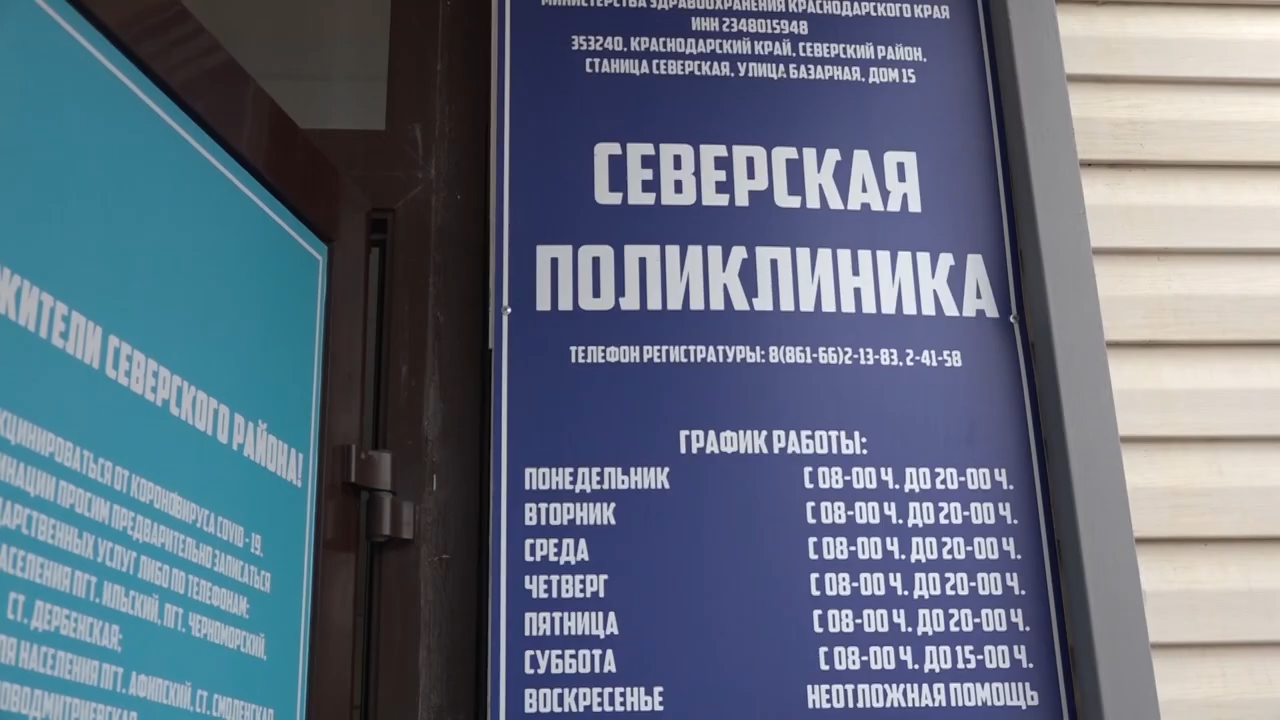 МИНИСТЕРСТВА ЗДРАВООХРАНЕНИЯ КРАСНОДАРСКОГО КРАЯ
ИНН 2348015948
353240, КРАСНОДАРСКИЙ КРАЙ, СЕВЕРСКИЙ РАЙОН,
СТАНИЦА СЕВЕРСКАЯ, УЛИЦА БАЗАРНАЯ, ДОМ 15
СЕВЕРСКАЯ
ПОЛИКЛИНИКА
ТЕЛЕФОН РЕГИСТРАТУРЫ: 8(861-66)2-13-83, 2-41-58
ГРАФИК РАБОТЫ:
ПОНЕДЕЛЬНИК С 08-00 Ч. ДО 20-00 Ч.
ВТОРНИК С 08-00 Ч. ДО 20-00 Ч.
СРЕДА С 08-00 Ч. ДО 20-00 Ч.
ЧЕТВЕРГ С 08-00 Ч. ДО 20-00 Ч.
ПЯТНИЦА С 08-00 Ч. ДО 20-00 Ч.
СУББОТА С 08-00 Ч. ДО 15-00 Ч.
ВОСКРЕСЕНЬЕ НЕОТЛОЖНАЯ ПОМОЩЬ
ЖИТЕЛИ СЕВЕРСКОГО РАЙОНА!
ОТ КОРОНОВИРУСА COVID - 19.
ПРОСИМ ПРЕДВАРИТЕЛЬНО ЗАПИСАТЬСЯ
УСЛУГ ЛИБО ПО ТЕЛЕФОНАМ:
НАСЕЛЕНИЯ ПГТ. ИЛЬСКИЙ, ПГТ. ЧЕРНОМОРСКИЙ,
СТ. ДЕРБЕНСКАЯ;
НАСЕЛЕНИЯ ПГТ. АФИПСКИЙ, СТ. СМОЛЕНСКАЯ